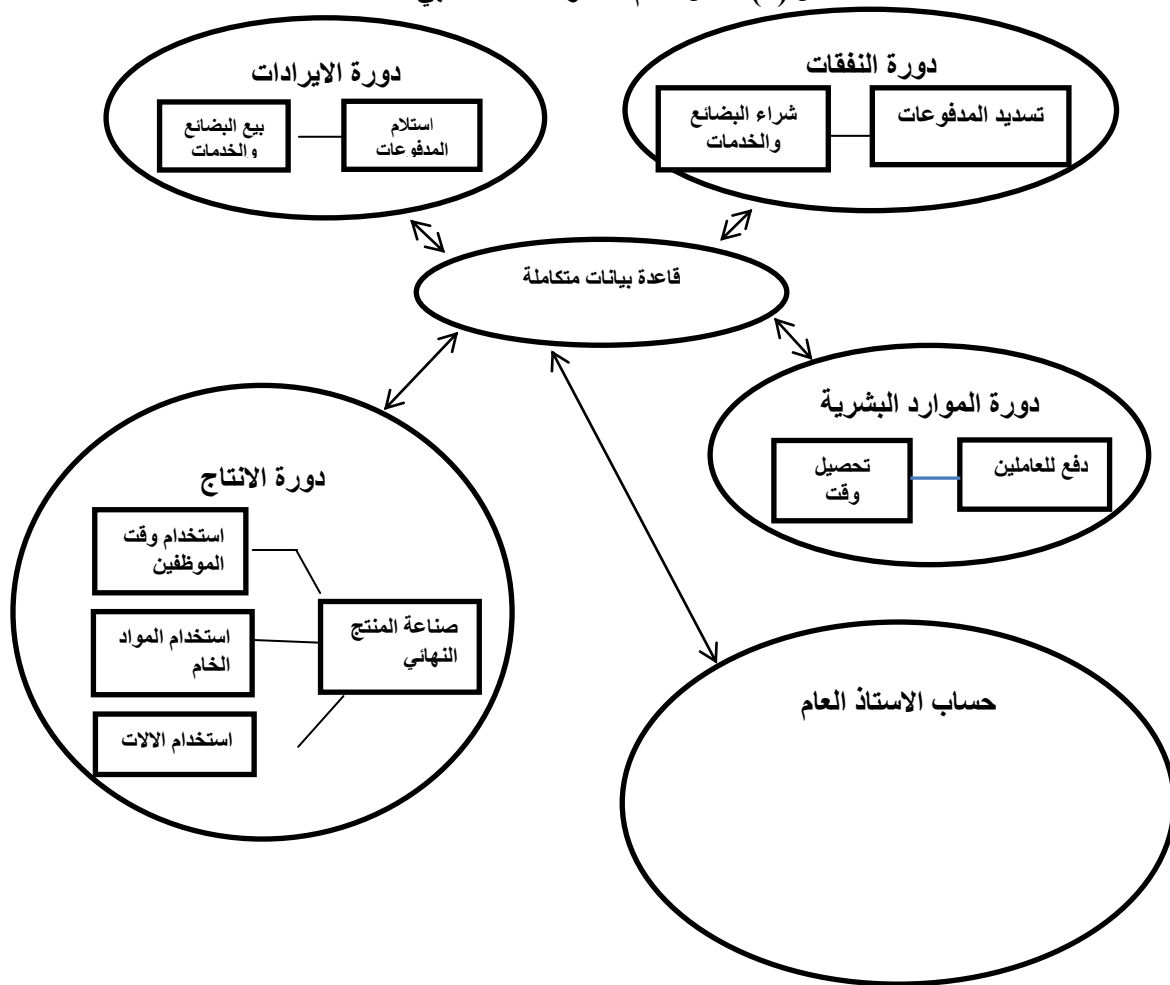 دورة النفقات
شراء البضائع
والخدمات
تسديد المدفوعات
دورة الايرادات
بيع البضائع
والخدمات
استلام
المدفوعات
قاعدة بيانات متكاملة
دورة الموارد البشرية
تحصيل
وقت
دفع للعاملين
دورة الانتاج
استخدام وقت
الموظفين
استخدام المواد
الخام
استخدام الالات
صناعة المنتج
النهائي
حساب الاستاذ العام